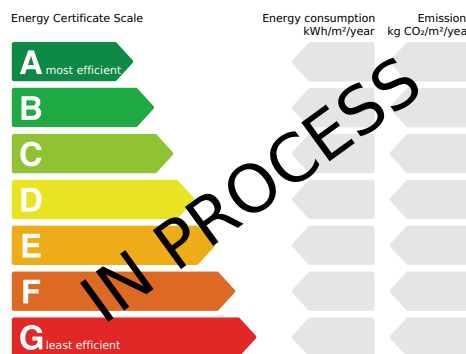 Energy Certificate Scale
Energy consumption
kWh/m²/year
Emission
kg CO₂/m²/year
A most efficient
B
C
D
E
F
G least efficient
IN PROCESS